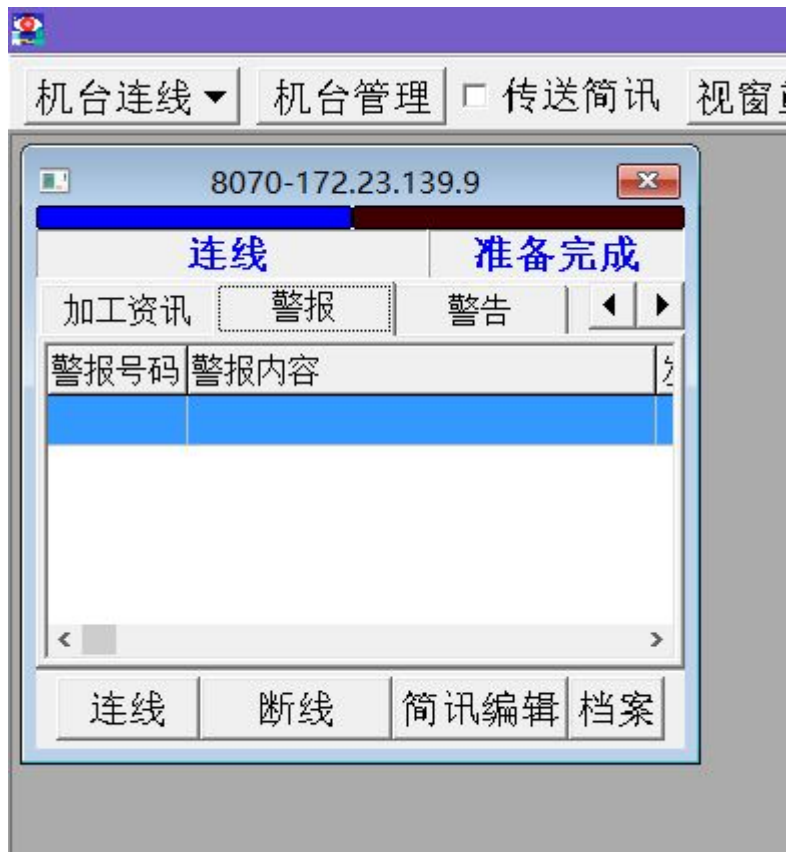 机台连线 机台管理 传送简讯 视窗
8070-172.23.139.9
连线 准备完成
加工资讯 警报 警告
警报号码 警报内容
连线 断线 简讯编辑 档案